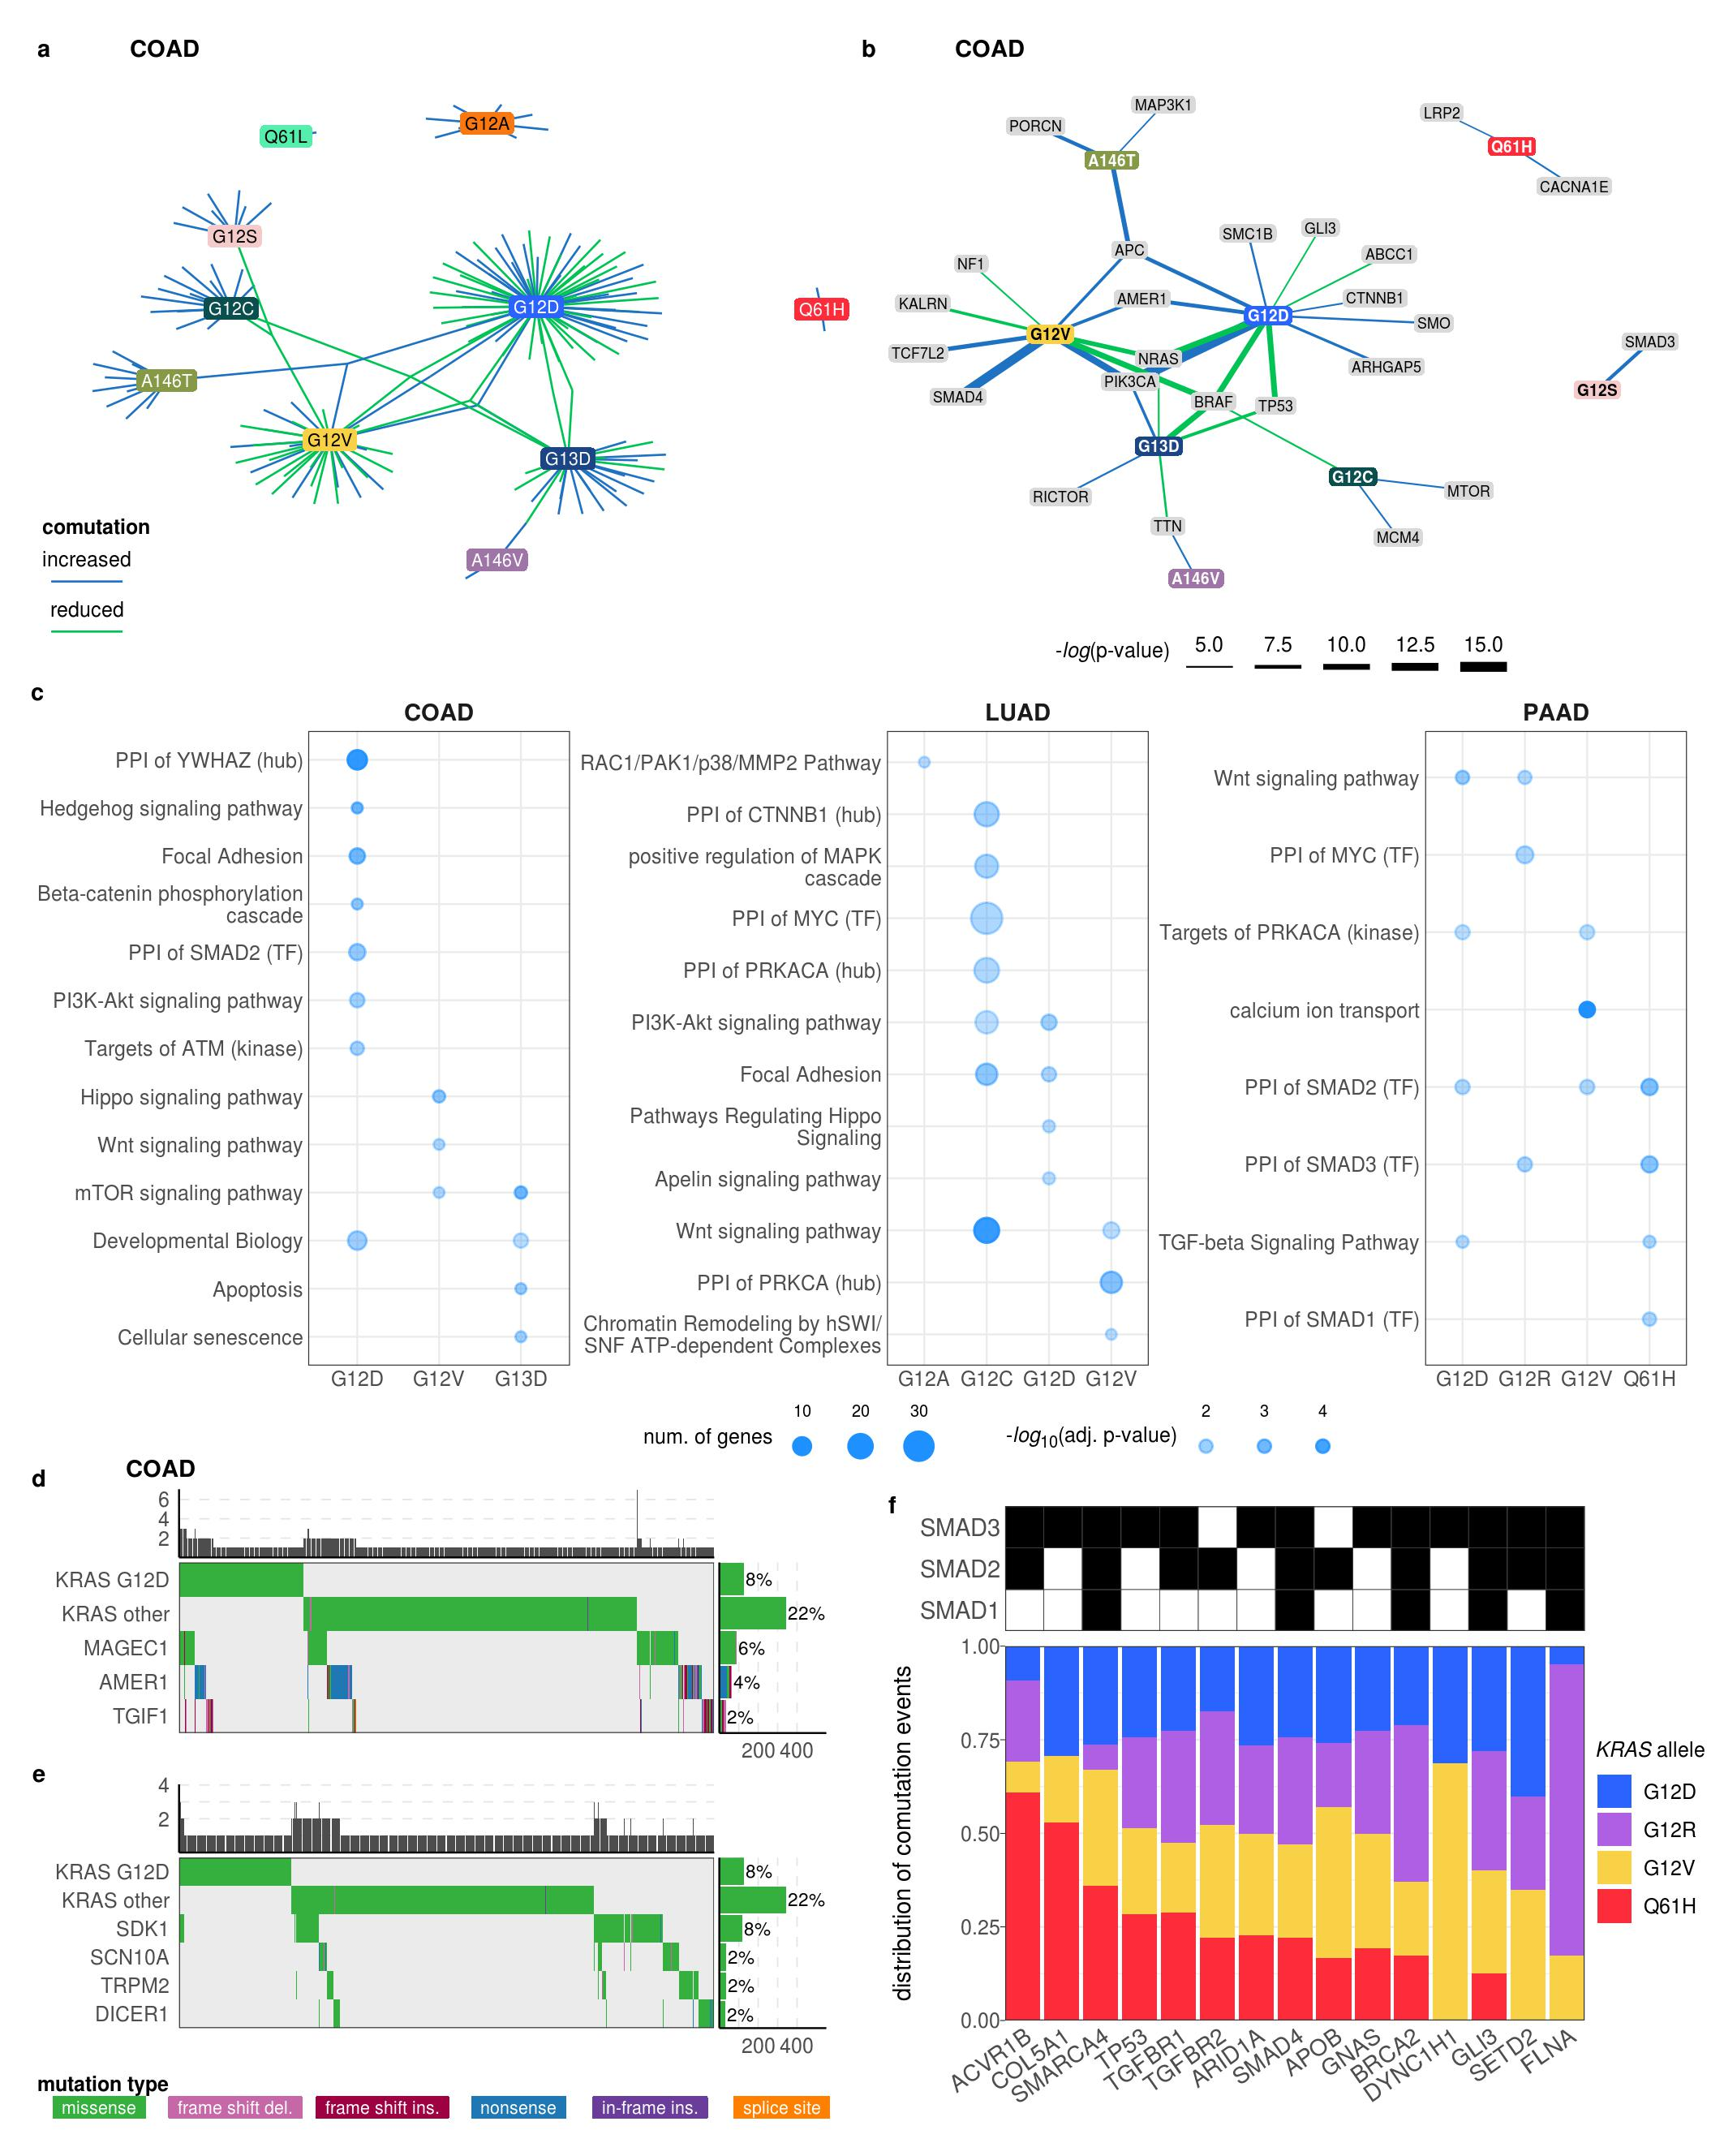 a COAD
Q61L
G12A
G12S
G12C
G12D
Q61H
A146T
G12V
G13D
A146V
comutation
increased
reduced
b COAD
MAP3K1
PORCN
A146T
LRP2
Q61H
CACNA1E
SMC1B
GLI3
APC
ABCC1
NF1
AMER1
CTNNB1
KALRN
G12D
SMO
G12V
TCF7L2
NRAS
SMAD3
ARHGAP5
PIK3CA
SMAD4
G12S
BRAF
TP53
G13D
G12C
RICTOR
MTOR
TTN
MCM4
A146V
-log(p-value) 5.0 7.5 10.0 12.5 15.0
c
COAD
PPI of YWHAZ (hub)
Hedgehog signaling pathway
Focal Adhesion
Beta-catenin phosphorylation
cascade
PPI of SMAD2 (TF)
PI3K-Akt signaling pathway
Targets of ATM (kinase)
Hippo signaling pathway
Wnt signaling pathway
mTOR signaling pathway
Developmental Biology
Apoptosis
Cellular senescence
G12D G12V G13D
LUAD
RAC1/PAK1/p38/MMP2 Pathway
PPI of CTNNB1 (hub)
positive regulation of MAPK
cascade
PPI of MYC (TF)
PPI of PRKACA (hub)
PI3K-Akt signaling pathway
Focal Adhesion
Pathways Regulating Hippo
Signaling
Apelin signaling pathway
Wnt signaling pathway
PPI of PRKCA (hub)
Chromatin Remodeling by hSWI/
SNF ATP-dependent Complexes
G12A G12C G12D G12V
PAAD
Wnt signaling pathway
PPI of MYC (TF)
Targets of PRKACA (kinase)
calcium ion transport
PPI of SMAD2 (TF)
PPI of SMAD3 (TF)
TGF-beta Signaling Pathway
PPI of SMAD1 (TF)
G12D G12R G12V Q61H
num. of genes 10 20 30
-log10(adj. p-value) 2 3 4
d COAD
6
4
2
KRAS G12D 8%
KRAS other 22%
MAGEC1 6%
AMER1 4%
TGIF1 2%
200 400
e
4
2
KRAS G12D 8%
KRAS other 22%
SDK1 8%
SCN10A 2%
TRPM2 2%
DICER1 2%
200 400
mutation type
missense frame shift del. frame shift ins. nonsense in-frame ins. splice site
f
SMAD3
SMAD2
SMAD1
distribution of comutation events
1.00
0.75
0.50
0.25
0.00
ACVR1B COL5A1 SMARCA4 TP53 TGFBR1 TGFBR2 ARID1A SMAD4 APOB GNAS BRCA2 DYNC1H1 GLI3 SETD2 FLNA
KRAS allele
G12D
G12R
G12V
Q61H